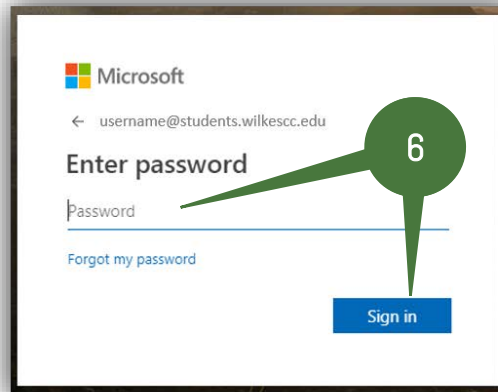 Microsoft
← username@students.wilkescc.edu
Enter password
6
Password
Forgot my password
Sign in